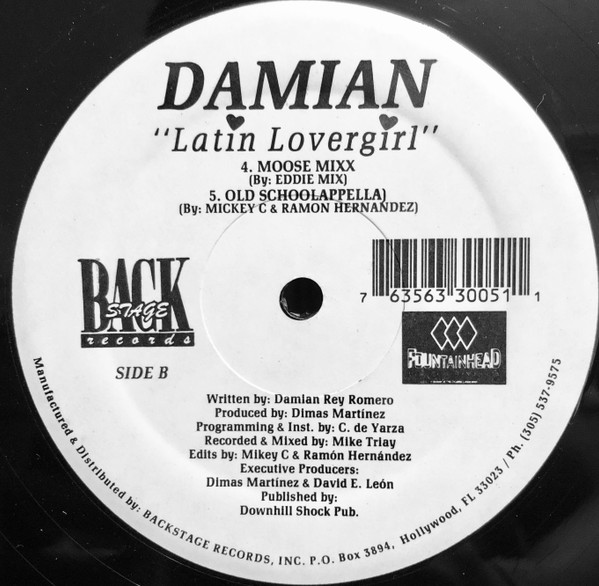 DAMIAN
"Latin Lovergirl"
4. MOOSE MIXX
(By: EDDIE MIX)
5. OLD SCHOOLAPPELLA)
(By: MICKEY C & RAMON HERNANDEZ)
BACK
STAGE
records
7 63563 30051 1
FOUNTAINHEAD
SIDE B
Written by: Damian Rey Romero
Produced by: Dimas Martínez
Programming & Inst. by: C. de Yarza
Recorded & Mixed by: Mike Triay
Edits by: Mikey C & Ramón Hernández
Executive Producers:
Dimas Martínez & David E. León
Published by:
Downhill Shock Pub.
Manufactured & Distributed by: BACKSTAGE RECORDS, INC. P.O. Box 3894, Hollywood, FL 33023 / Ph. (305) 537-9575